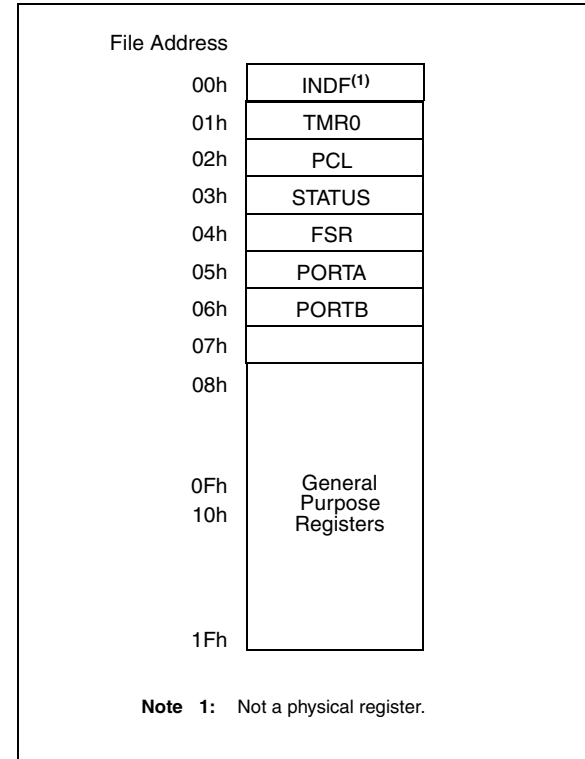 File Address
00h INDF(1)
01h TMR0
02h PCL
03h STATUS
04h FSR
05h PORTA
06h PORTB
07h
08h
0Fh General
Purpose
10h Registers
1Fh
Note 1: Not a physical register.